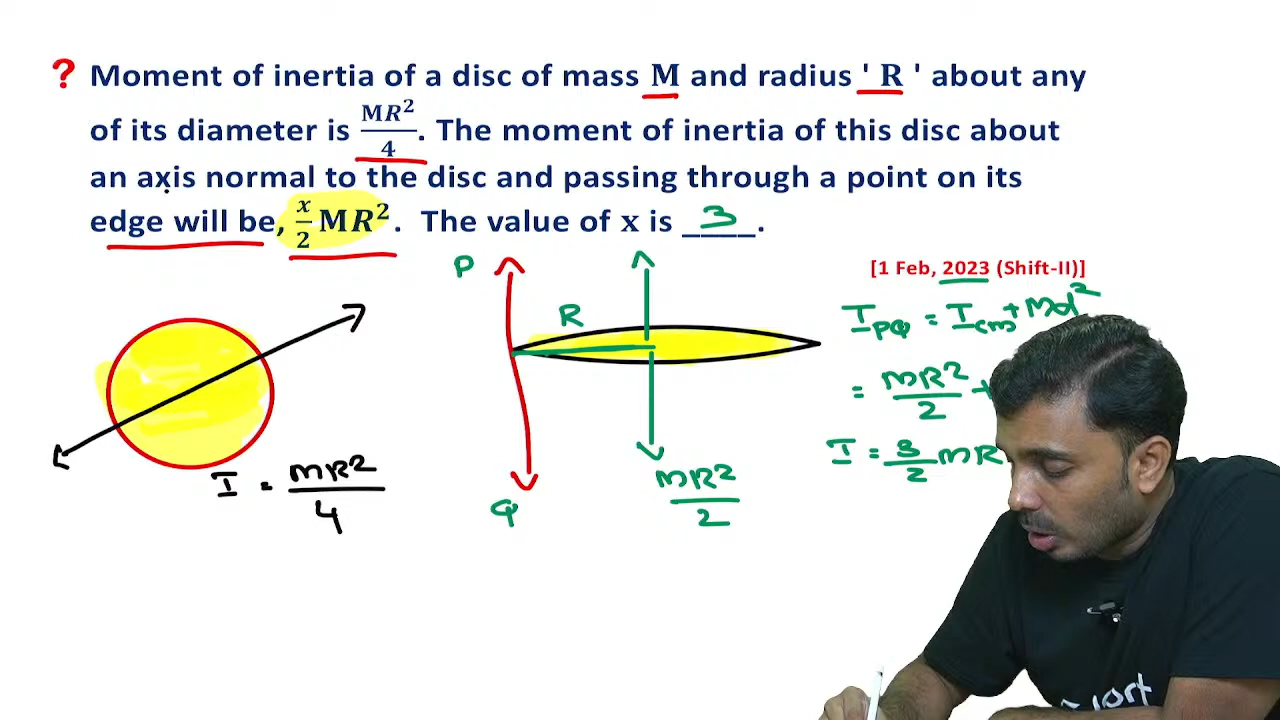 ? Moment of inertia of a disc of mass M and radius ' R ' about any
of its diameter is MR²/4. The moment of inertia of this disc about
an axis normal to the disc and passing through a point on its
edge will be, x/2 MR². The value of x is __3__.
[1 Feb, 2023 (Shift-II)]
P
R
I_PQ = I_cm + Md²
= MR²/2 +
I = 3/2 MR
I = MR²/4
Q
MR²/2